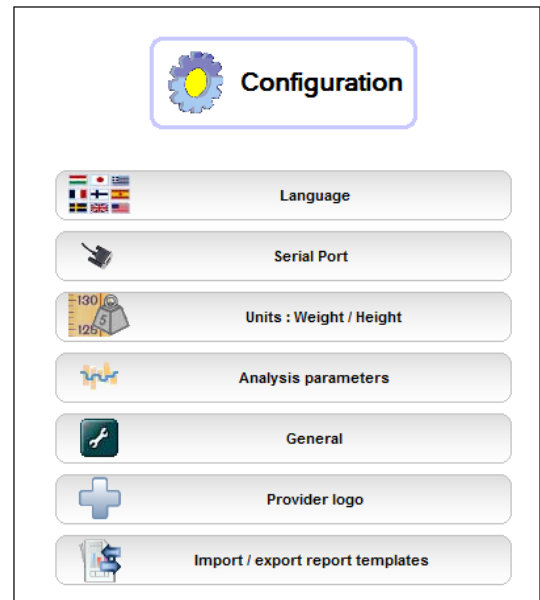 Configuration
Language
Serial Port
130
5
125
Units : Weight / Height
Analysis parameters
General
Provider logo
Import / export report templates